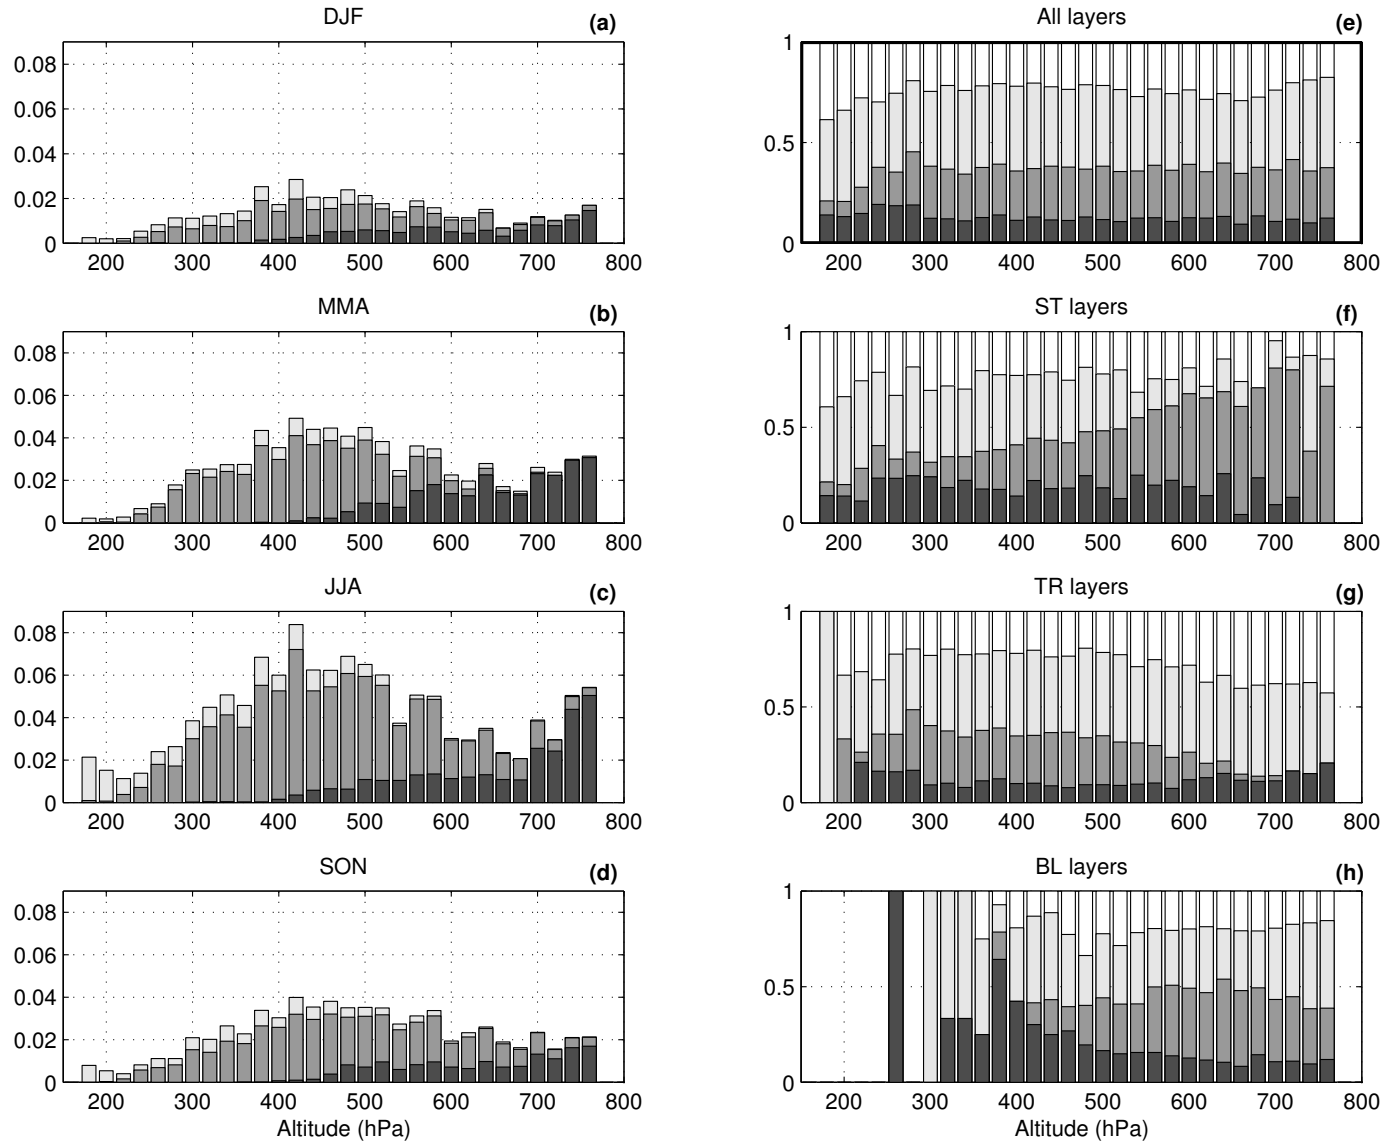 DJF
(a)
0.08
0.06
0.04
0.02
0
200 300 400 500 600 700 800
MMA
(b)
0.08
0.06
0.04
0.02
0
200 300 400 500 600 700 800
JJA
(c)
0.08
0.06
0.04
0.02
0
200 300 400 500 600 700 800
SON
(d)
0.08
0.06
0.04
0.02
0
200 300 400 500 600 700 800
Altitude (hPa)
All layers
(e)
1
0.5
0
200 300 400 500 600 700 800
ST layers
(f)
1
0.5
0
200 300 400 500 600 700 800
TR layers
(g)
1
0.5
0
200 300 400 500 600 700 800
BL layers
(h)
1
0.5
0
200 300 400 500 600 700 800
Altitude (hPa)